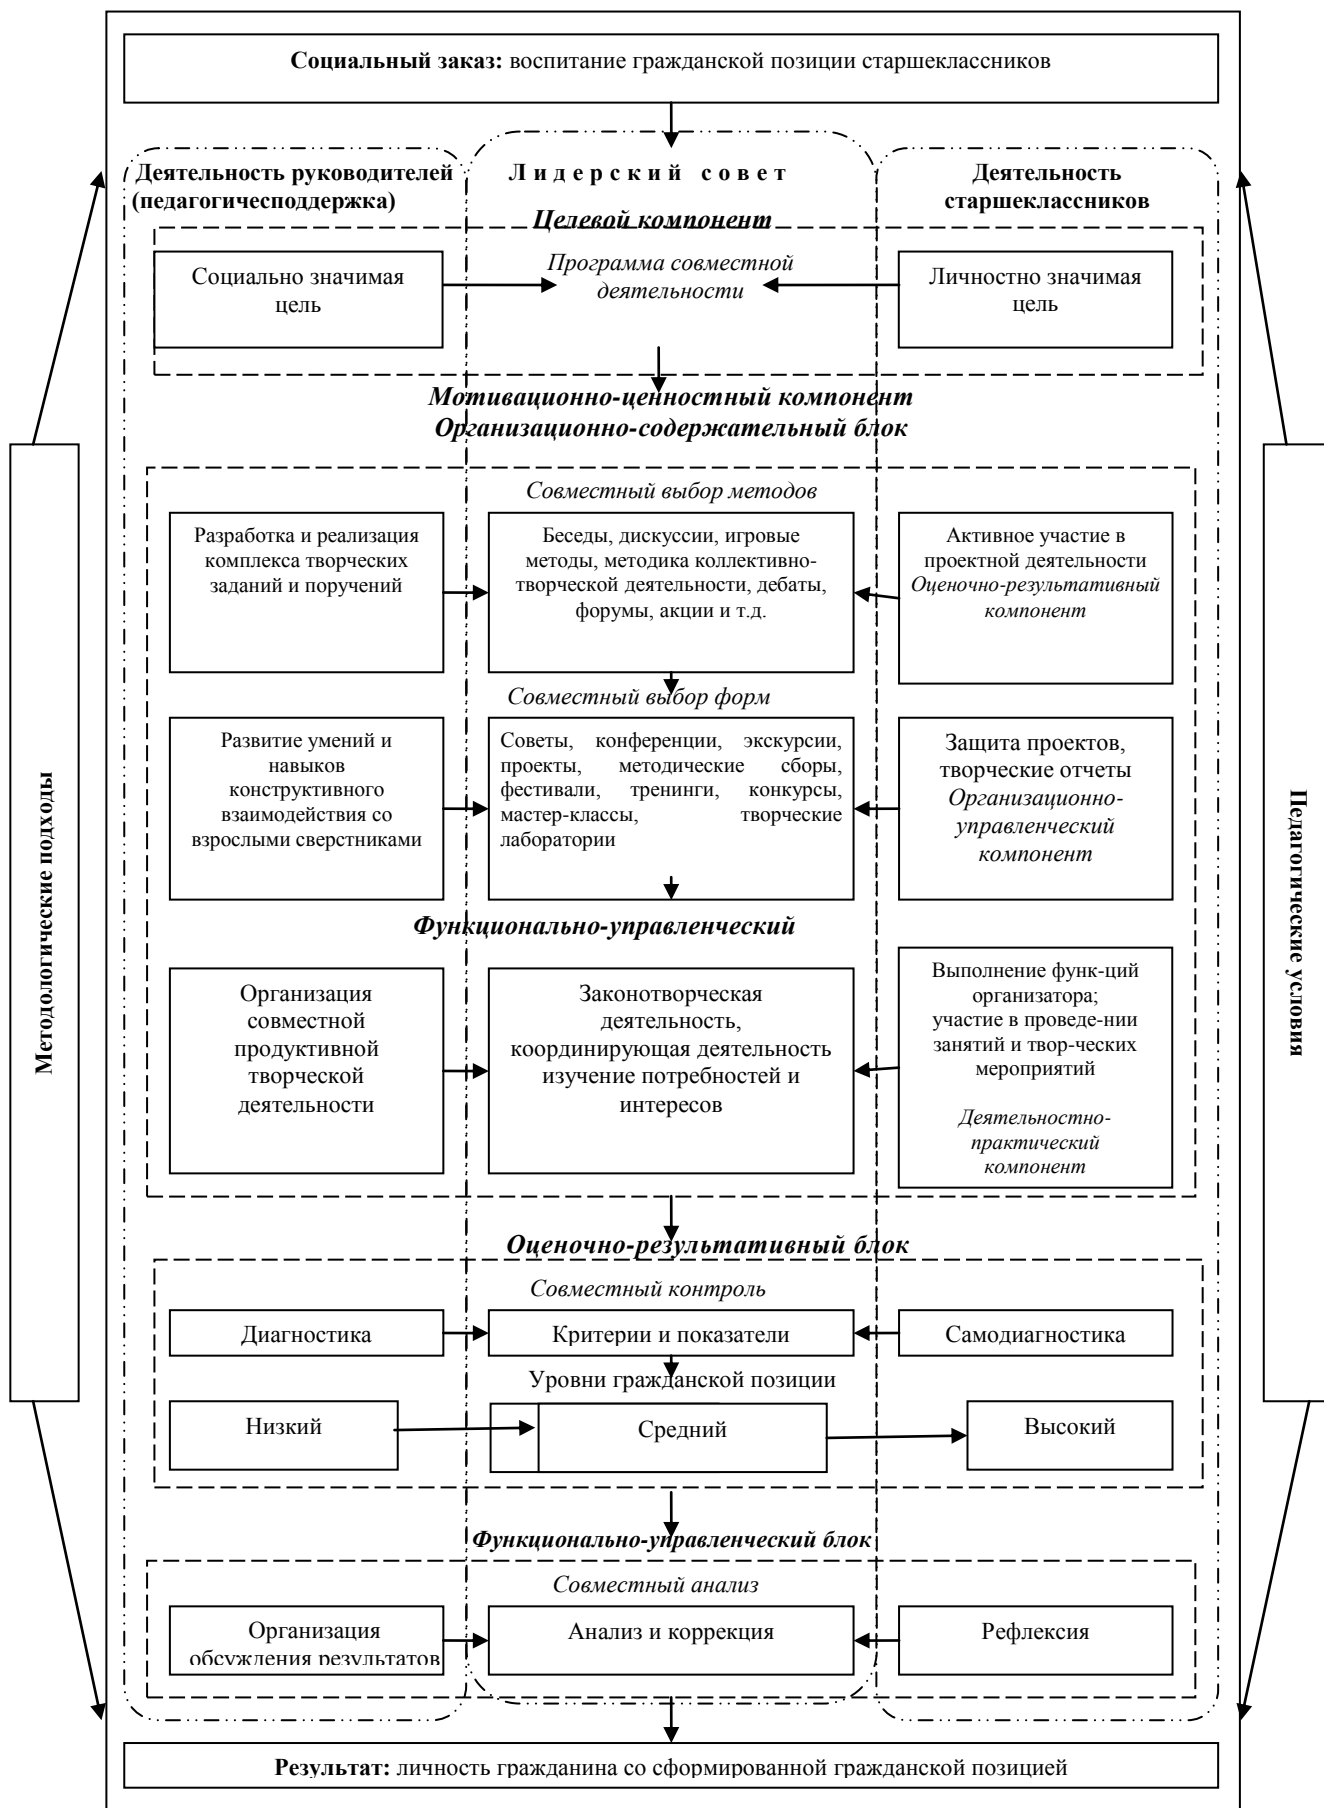 Социальный заказ: воспитание гражданской позиции старшеклассников
Деятельность руководителей
(педагогичесподдержка)
Лидерский совет
Деятельность
старшеклассников
Целевой компонент
Социально значимая
цель
Программа совместной
деятельности
Личностно значимая
цель
Мотивационно-ценностный компонент
Организационно-содержательный блок
Совместный выбор методов
Разработка и реализация
комплекса творческих
заданий и поручений
Беседы, дискуссии, игровые
методы, методика коллективно-
творческой деятельности, дебаты,
форумы, акции и т.д.
Активное участие в
проектной деятельности
Оценочно-результативный
компонент
Совместный выбор форм
Развитие умений и
навыков
конструктивного
взаимодействия со
взрослыми сверстниками
Советы, конференции, экскурсии,
проекты, методические сборы,
фестивали, тренинги, конкурсы,
мастер-классы, творческие
лаборатории
Защита проектов,
творческие отчеты
Организационно-
управленческий
компонент
Функционально-управленческий
Организация
совместной
продуктивной
творческой
деятельности
Законотворческая
деятельность,
координирующая деятельность
изучение потребностей и
интересов
Выполнение функ-ций
организатора;
участие в проведе-нии
занятий и твор-ческих
мероприятий
Деятельностно-
практический
компонент
Оценочно-результативный блок
Совместный контроль
Диагностика
Критерии и показатели
Самодиагностика
Уровни гражданской позиции
Низкий
Средний
Высокий
Функционально-управленческий блок
Совместный анализ
Организация
обсуждения результатов
Анализ и коррекция
Рефлексия
Результат: личность гражданина со сформированной гражданской позицией
Методологические подходы
Педагогические условия